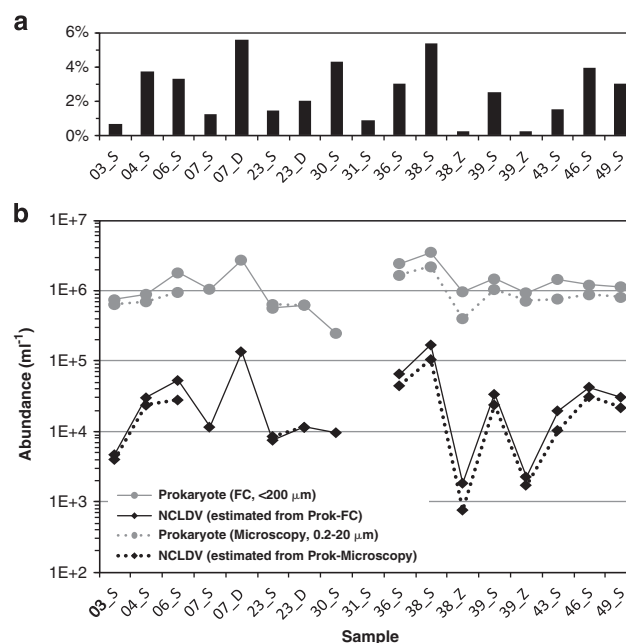 a
6%
4%
2%
0%
03_S 04_S 06_S 07_S 07_D 23_S 23_D 30_S 31_S 36_S 38_S 38_Z 39_S 39_Z 43_S 46_S 49_S
b
1E+7
1E+6
1E+5
1E+4
1E+3
1E+2
Abundance (ml⁻¹)
Prokaryote (FC, <200 μm)
NCLDV (estimated from Prok-FC)
Prokaryote (Microscopy, 0.2-20 μm)
NCLDV (estimated from Prok-Microscopy)
03_S 04_S 06_S 07_S 07_D 23_S 23_D 30_S 36_S 38_S 38_Z 39_S 39_Z 43_S 46_S 49_S
Sample